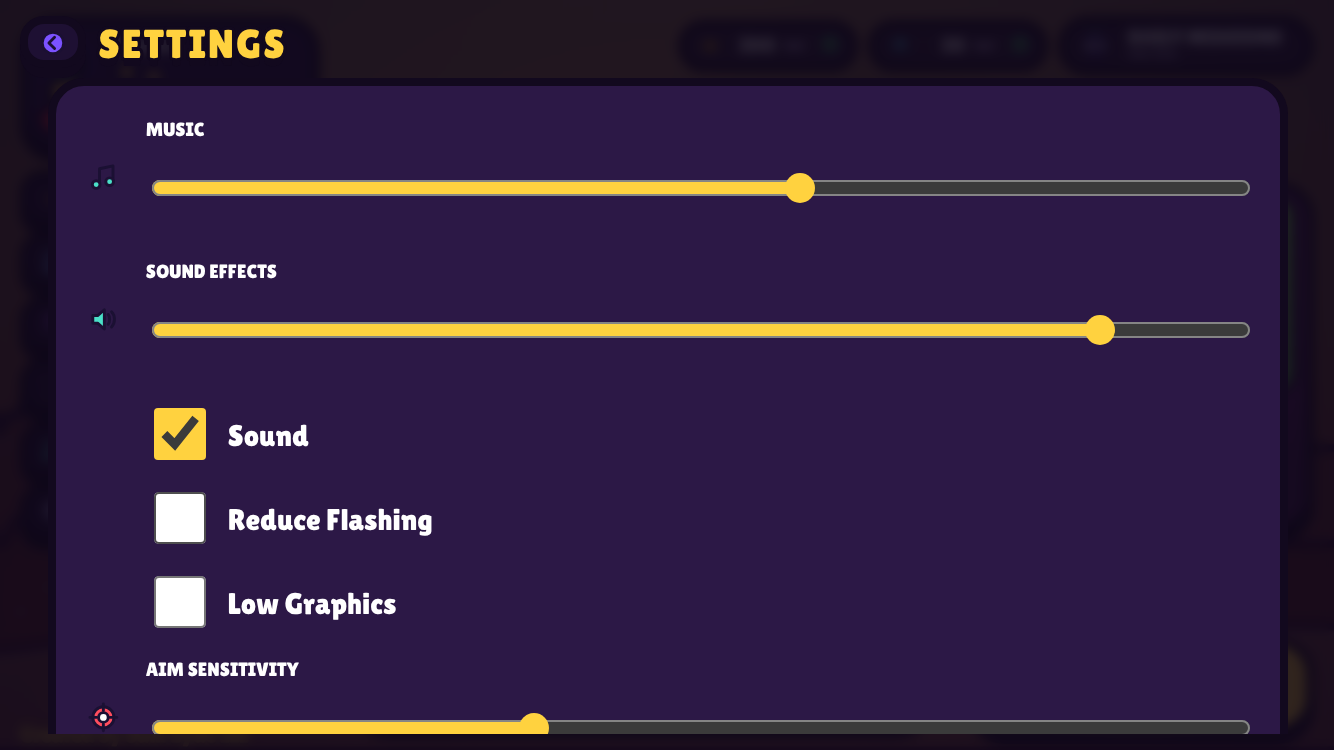 SETTINGS
MUSIC
SOUND EFFECTS
Sound
Reduce Flashing
Low Graphics
AIM SENSITIVITY